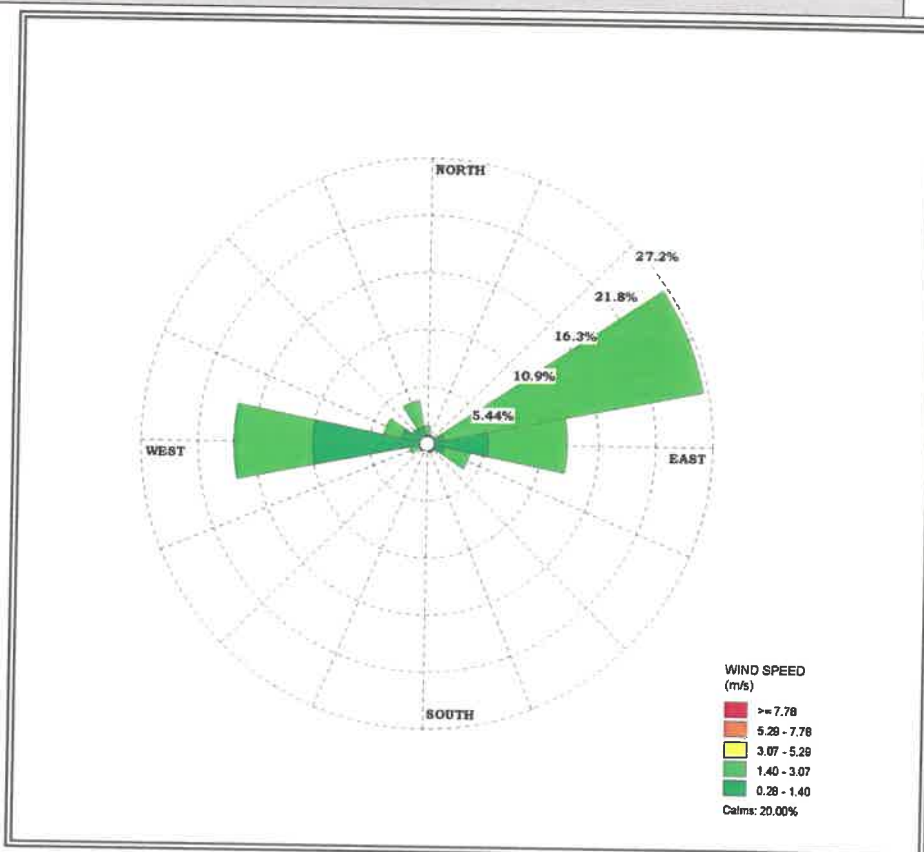 NORTH
27.2%
21.8%
16.3%
10.9%
5.44%
WEST
EAST
SOUTH
WIND SPEED
(m/s)
>= 7.78
5.29 - 7.78
3.07 - 5.29
1.40 - 3.07
0.28 - 1.40
Calms: 20.00%